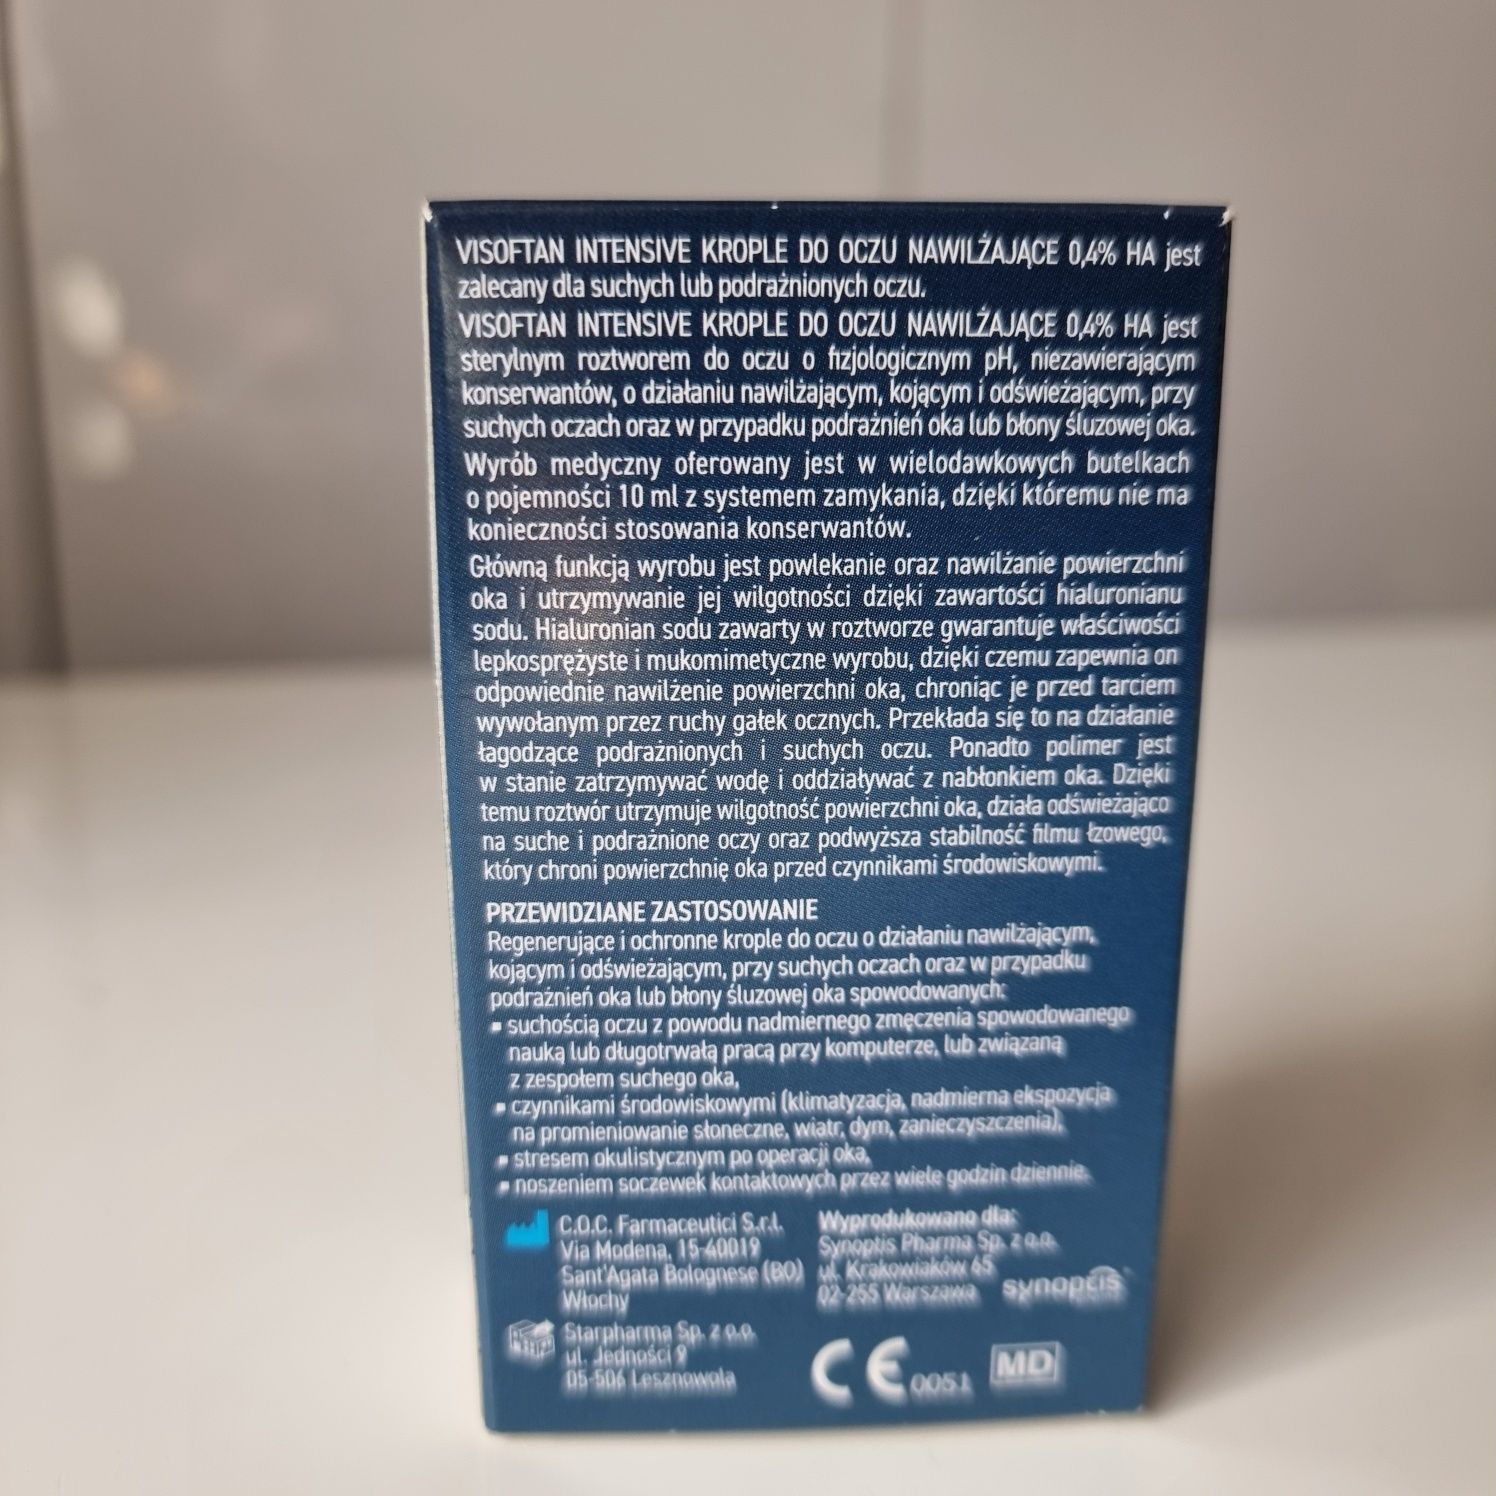 VISOFTAN INTENSIVE KROPLE DO OCZU NAWILŻAJĄCE 0,4% HA jest
zalecany dla suchych lub podrażnionych oczu.
VISOFTAN INTENSIVE KROPLE DO OCZU NAWILŻAJĄCE 0,4% HA jest
sterylnym roztworem do oczu o fizjologicznym pH, niezawierającym
konserwantów, o działaniu nawilżającym, kojącym i odświeżającym, przy
suchych oczach oraz w przypadku podrażnień oka lub błony śluzowej oka.
Wyrób medyczny oferowany jest w wielodawkowych butelkach
o pojemności 10 ml z systemem zamykania, dzięki któremu nie ma
konieczności stosowania konserwantów.
Główną funkcją wyrobu jest powlekanie oraz nawilżanie powierzchni
oka i utrzymywanie jej wilgotności dzięki zawartości hialuronianu
sodu. Hialuronian sodu zawarty w roztworze gwarantuje właściwości
lepkosprężyste i mukomimetyczne wyrobu, dzięki czemu zapewnia on
odpowiednie nawilżenie powierzchni oka, chroniąc je przed tarciem
wywołanym przez ruchy gałek ocznych. Przekłada się to na działanie
łagodzące podrażnionych i suchych oczu. Ponadto polimer jest
w stanie zatrzymywać wodę i oddziaływać z nabłonkiem oka. Dzięki
temu roztwór utrzymuje wilgotność powierzchni oka, działa odświeżająco
na suche i podrażnione oczy oraz podwyższa stabilność filmu łzowego,
który chroni powierzchnię oka przed czynnikami środowiskowymi.
PRZEWIDZIANE ZASTOSOWANIE
Regenerujące i ochronne krople do oczu o działaniu nawilżającym,
kojącym i odświeżającym, przy suchych oczach oraz w przypadku
podrażnień oka lub błony śluzowej oka spowodowanych:
▪ suchością oczu z powodu nadmiernego zmęczenia spowodowanego
nauką lub długotrwałą pracą przy komputerze, lub związaną
z zespołem suchego oka,
▪ czynnikami środowiskowymi (klimatyzacja, nadmierna ekspozycja
na promieniowanie słoneczne, wiatr, dym, zanieczyszczenia),
▪ stresem okulistycznym po operacji oka,
▪ noszeniem soczewek kontaktowych przez wiele godzin dziennie.
C.O.C. Farmaceutici S.r.l.
Via Modena, 15-40019
Sant'Agata Bolognese (BO)
Włochy
Starpharma Sp. z o.o.
ul. Jedności 9
05-506 Lesznowola
Wyprodukowano dla:
Synoptis Pharma Sp. z o.o.
ul. Krakowiaków 65
02-255 Warszawa
synoptis
CE 0051
MD